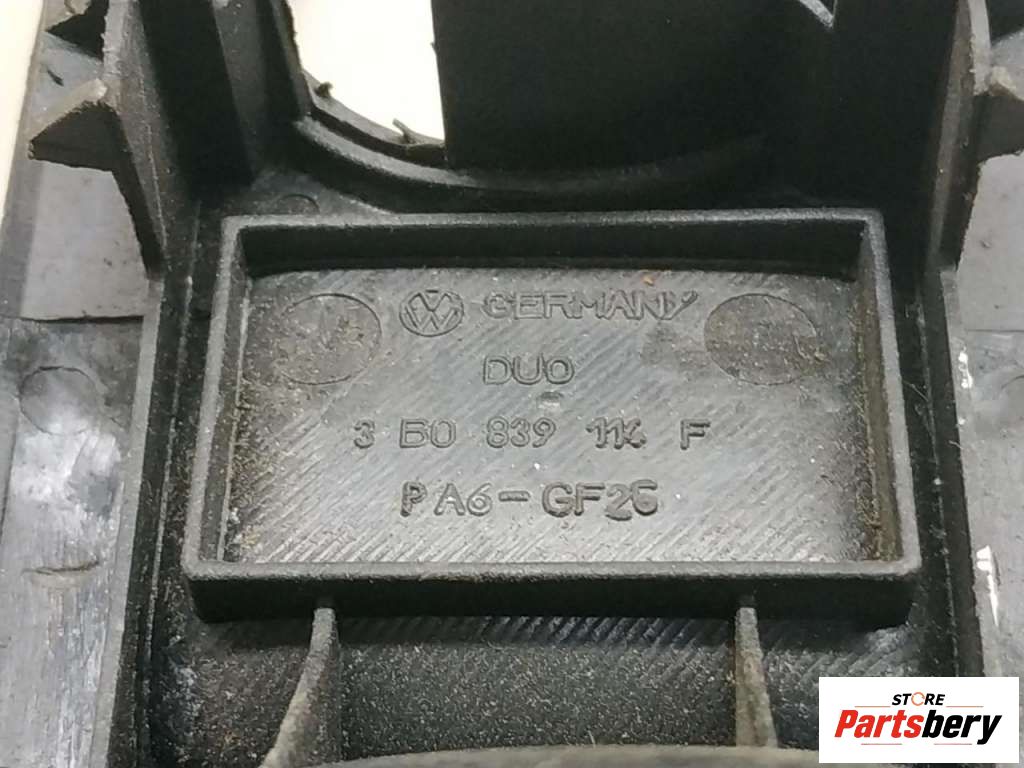 GERMANY
DUO
3 B0 839 114 F
PA6-GF25
STORE
Partsbery